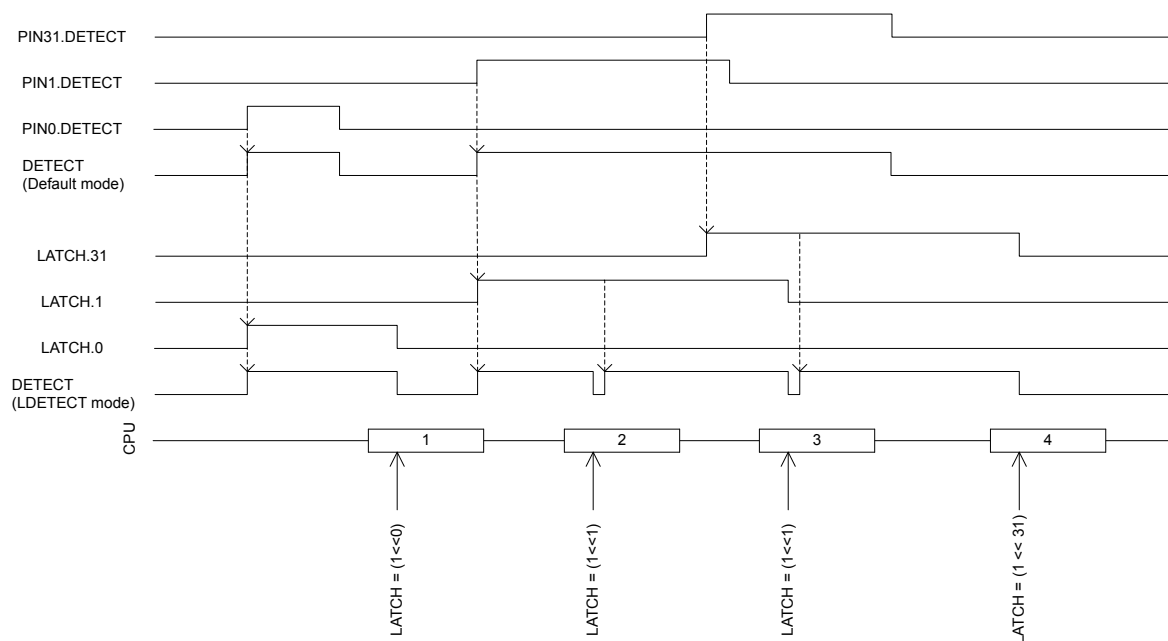 PIN31.DETECT
PIN1.DETECT
PIN0.DETECT
DETECT
(Default mode)
LATCH.31
LATCH.1
LATCH.0
DETECT
(LDETECT mode)
CPU
1
2
3
4
LATCH = (1<<0)
LATCH = (1<<1)
LATCH = (1<<1)
ATCH = (1 << 31)